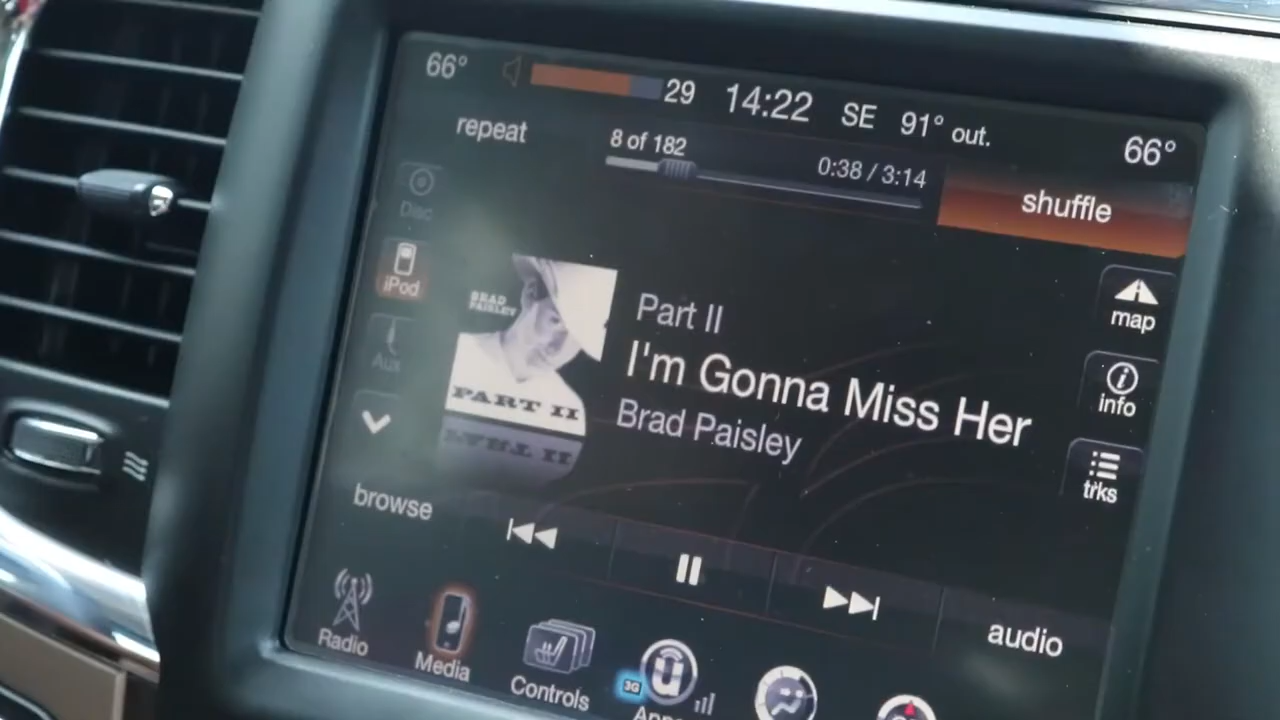 66°
29
14:22
SE
91° out.
66°
repeat
8 of 182
0:38 / 3:14
shuffle
Disc
iPod
Aux
BRAD
PAISLEY
PART II
Part II
I'm Gonna Miss Her
Brad Paisley
map
info
trks
browse
audio
Radio
Media
Controls
3G